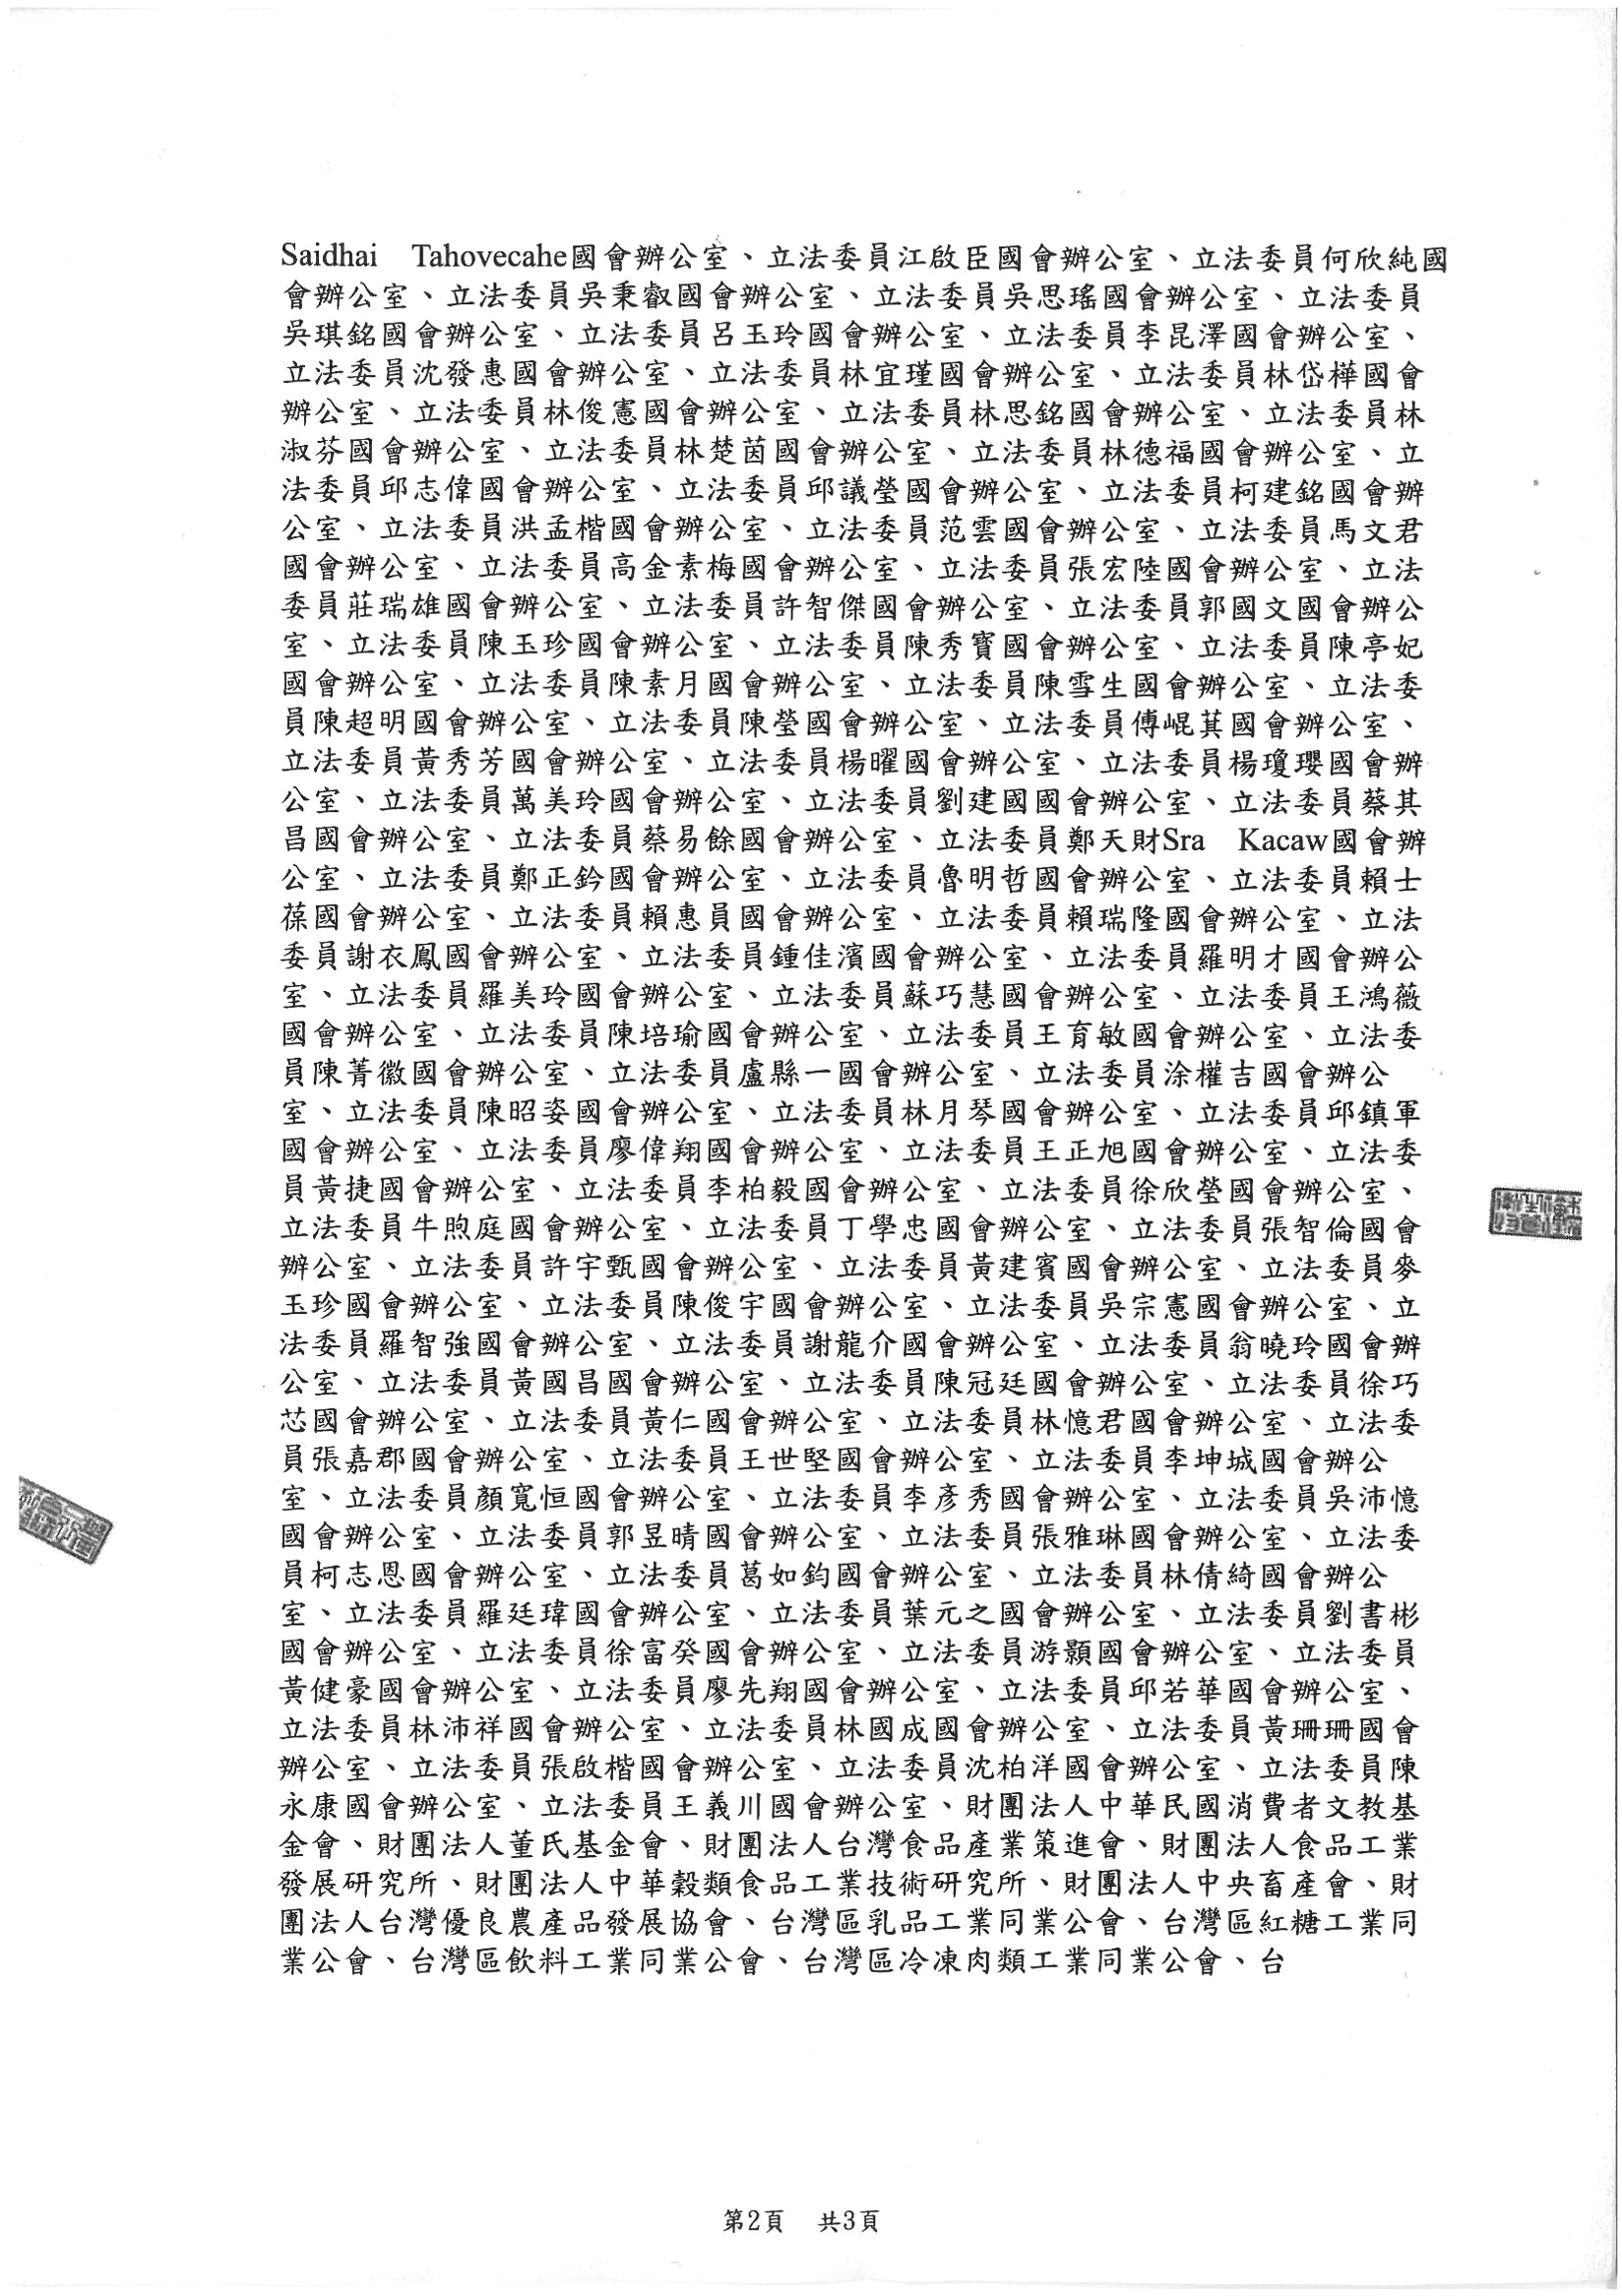 Saidhai　Tahovecahe國會辦公室、立法委員江啟臣國會辦公室、立法委員何欣純國
會辦公室、立法委員吳秉叡國會辦公室、立法委員吳思瑤國會辦公室、立法委員
吳琪銘國會辦公室、立法委員呂玉玲國會辦公室、立法委員李昆澤國會辦公室、
立法委員沈發惠國會辦公室、立法委員林宜瑾國會辦公室、立法委員林岱樺國會
辦公室、立法委員林俊憲國會辦公室、立法委員林思銘國會辦公室、立法委員林
淑芬國會辦公室、立法委員林楚茵國會辦公室、立法委員林德福國會辦公室、立
法委員邱志偉國會辦公室、立法委員邱議瑩國會辦公室、立法委員柯建銘國會辦
公室、立法委員洪孟楷國會辦公室、立法委員范雲國會辦公室、立法委員馬文君
國會辦公室、立法委員高金素梅國會辦公室、立法委員張宏陸國會辦公室、立法
委員莊瑞雄國會辦公室、立法委員許智傑國會辦公室、立法委員郭國文國會辦公
室、立法委員陳玉珍國會辦公室、立法委員陳秀寳國會辦公室、立法委員陳亭妃
國會辦公室、立法委員陳素月國會辦公室、立法委員陳雪生國會辦公室、立法委
員陳超明國會辦公室、立法委員陳瑩國會辦公室、立法委員傅崐萁國會辦公室、
立法委員黃秀芳國會辦公室、立法委員楊曜國會辦公室、立法委員楊瓊瓔國會辦
公室、立法委員萬美玲國會辦公室、立法委員劉建國國會辦公室、立法委員蔡其
昌國會辦公室、立法委員蔡易餘國會辦公室、立法委員鄭天財Sra　Kacaw國會辦
公室、立法委員鄭正鈐國會辦公室、立法委員魯明哲國會辦公室、立法委員賴士
葆國會辦公室、立法委員賴惠員國會辦公室、立法委員賴瑞隆國會辦公室、立法
委員謝衣鳳國會辦公室、立法委員鍾佳濱國會辦公室、立法委員羅明才國會辦公
室、立法委員羅美玲國會辦公室、立法委員蘇巧慧國會辦公室、立法委員王鴻薇
國會辦公室、立法委員陳培瑜國會辦公室、立法委員王育敏國會辦公室、立法委
員陳菁徽國會辦公室、立法委員盧縣一國會辦公室、立法委員涂權吉國會辦公
室、立法委員陳昭姿國會辦公室、立法委員林月琴國會辦公室、立法委員邱鎮軍
國會辦公室、立法委員廖偉翔國會辦公室、立法委員王正旭國會辦公室、立法委
員黃捷國會辦公室、立法委員李柏毅國會辦公室、立法委員徐欣瑩國會辦公室、
立法委員牛煦庭國會辦公室、立法委員丁學忠國會辦公室、立法委員張智倫國會
辦公室、立法委員許宇甄國會辦公室、立法委員黃建賓國會辦公室、立法委員麥
玉珍國會辦公室、立法委員陳俊宇國會辦公室、立法委員吳宗憲國會辦公室、立
法委員羅智強國會辦公室、立法委員謝龍介國會辦公室、立法委員翁曉玲國會辦
公室、立法委員黃國昌國會辦公室、立法委員陳冠廷國會辦公室、立法委員徐巧
芯國會辦公室、立法委員黃仁國會辦公室、立法委員林憶君國會辦公室、立法委
員張嘉郡國會辦公室、立法委員王世堅國會辦公室、立法委員李坤城國會辦公
室、立法委員顏寬恒國會辦公室、立法委員李彥秀國會辦公室、立法委員吳沛憶
國會辦公室、立法委員郭昱晴國會辦公室、立法委員張雅琳國會辦公室、立法委
員柯志恩國會辦公室、立法委員葛如鈞國會辦公室、立法委員林倩綺國會辦公
室、立法委員羅廷瑋國會辦公室、立法委員葉元之國會辦公室、立法委員劉書彬
國會辦公室、立法委員徐富癸國會辦公室、立法委員游顥國會辦公室、立法委員
黃健豪國會辦公室、立法委員廖先翔國會辦公室、立法委員邱若華國會辦公室、
立法委員林沛祥國會辦公室、立法委員林國成國會辦公室、立法委員黃珊珊國會
辦公室、立法委員張啟楷國會辦公室、立法委員沈柏洋國會辦公室、立法委員陳
永康國會辦公室、立法委員王義川國會辦公室、財團法人中華民國消費者文教基
金會、財團法人董氏基金會、財團法人台灣食品產業策進會、財團法人食品工業
發展研究所、財團法人中華穀類食品工業技術研究所、財團法人中央畜產會、財
團法人台灣優良農產品發展協會、台灣區乳品工業同業公會、台灣區紅糖工業同
業公會、台灣區飲料工業同業公會、台灣區冷凍肉類工業同業公會、台
第2頁　共3頁